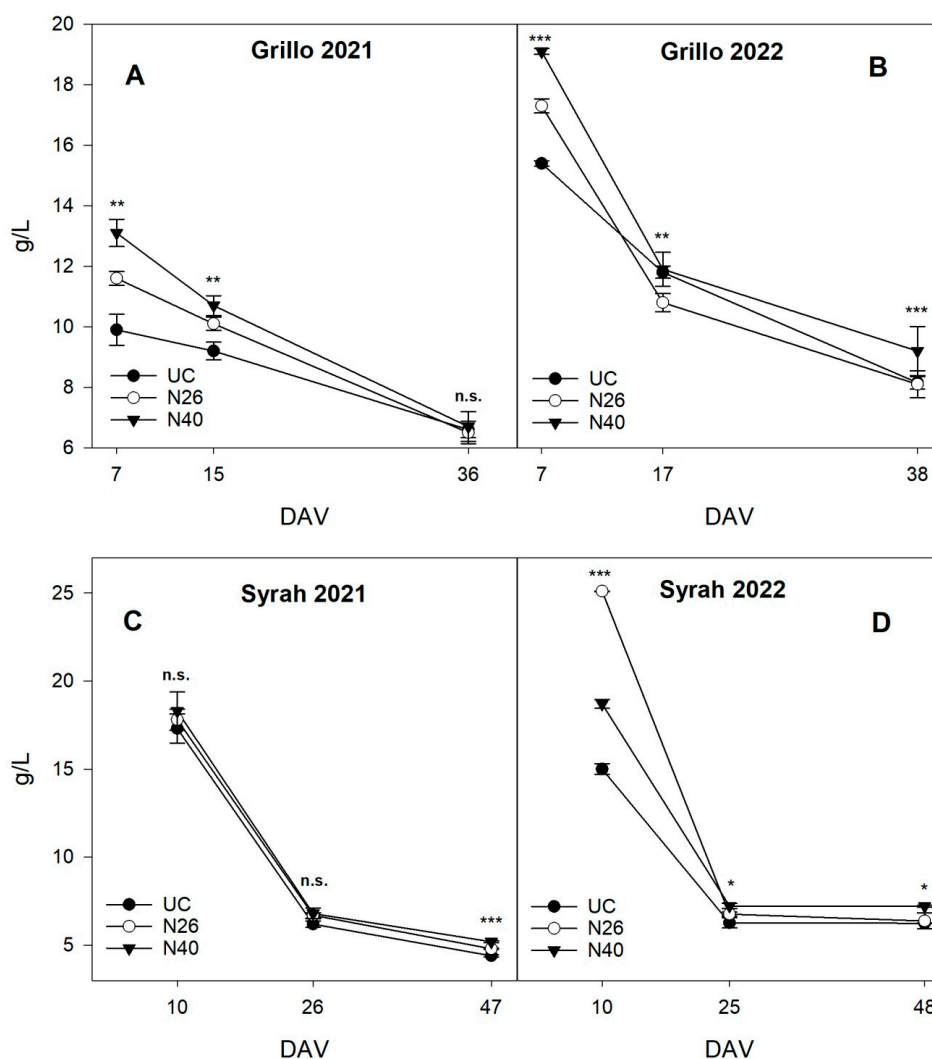 Grillo 2021
A
g/L
20
18
16
14
12
10
8
6
**
**
n.s.
UC
N26
N40
7
15
36
DAV
Grillo 2022
B
***
**
***
UC
N26
N40
7
17
38
DAV
Syrah 2021
C
g/L
25
20
15
10
5
n.s.
n.s.
***
UC
N26
N40
10
26
47
DAV
Syrah 2022
D
***
*
*
UC
N26
N40
10
25
48
DAV